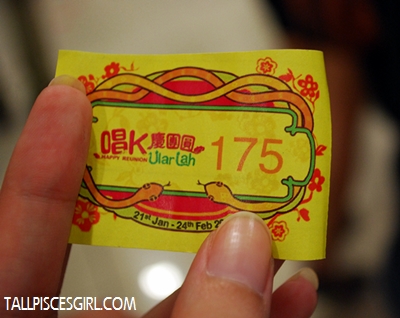 唱K慶團圓
HAPPY REUNION Ular Lah
175
21st Jan - 24th Feb
TALLPISCESGIRL.COM